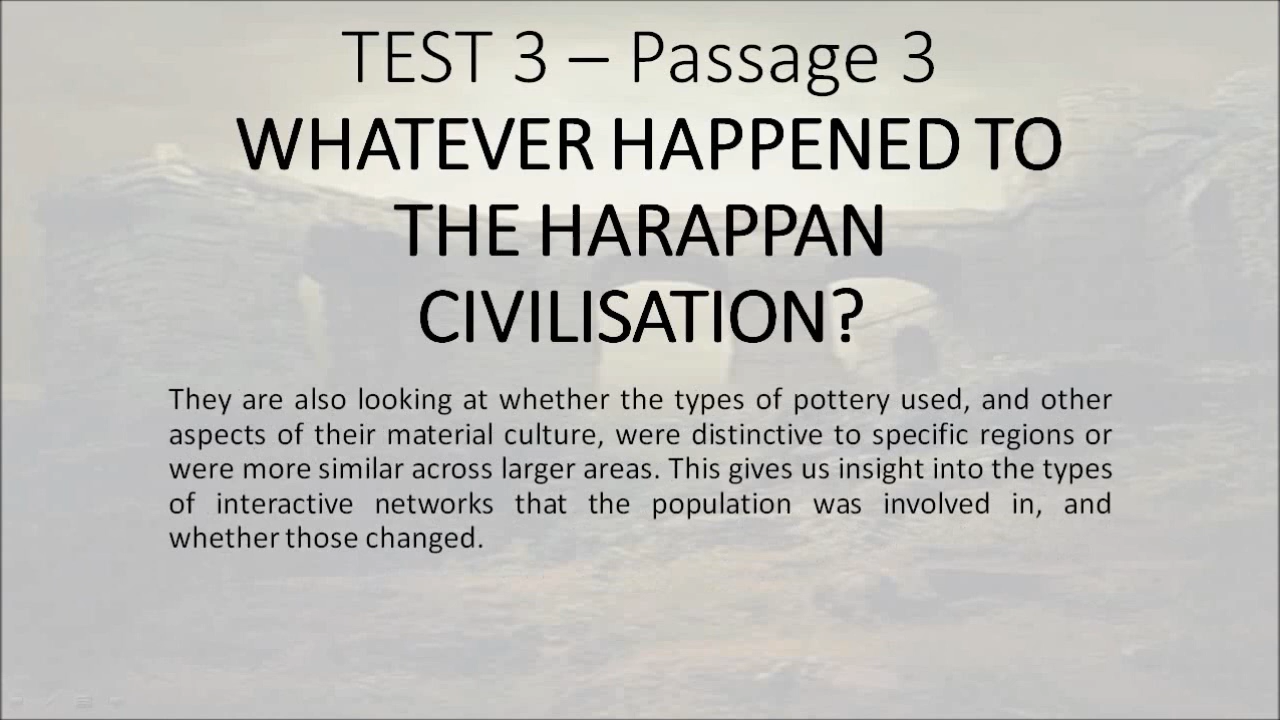 TEST 3 – Passage 3
WHATEVER HAPPENED TO
THE HARAPPAN
CIVILISATION?
They are also looking at whether the types of pottery used, and other
aspects of their material culture, were distinctive to specific regions or
were more similar across larger areas. This gives us insight into the types
of interactive networks that the population was involved in, and
whether those changed.